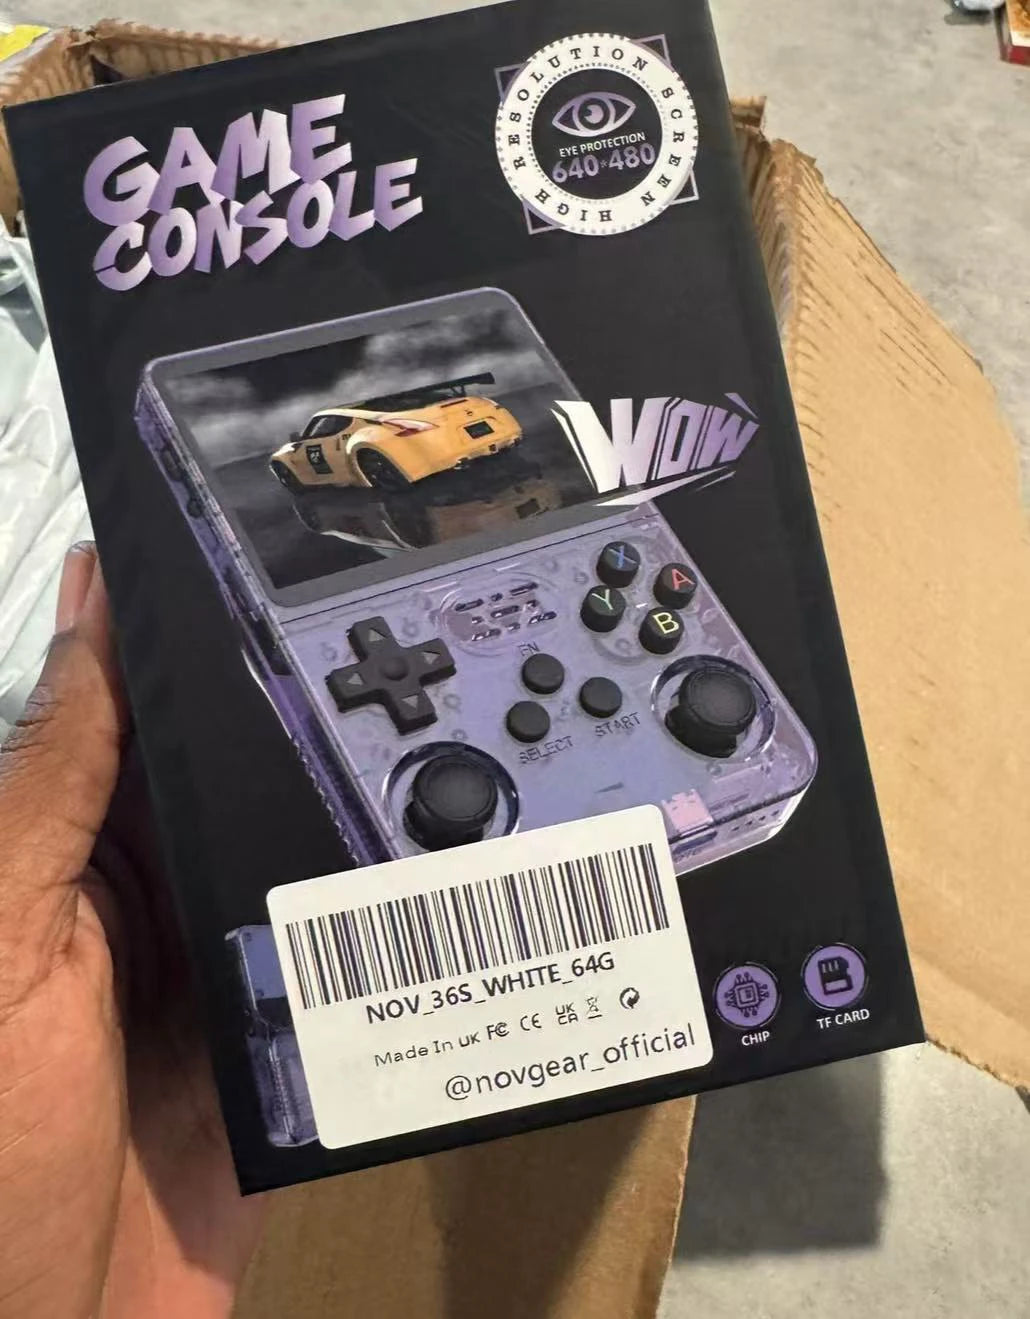 GAME
CONSOLE
HIGH RESOLUTION SCREEN
EYE PROTECTION
640*480
WOW
X
A
Y
B
FN
SELECT
START
NOV_36S_WHITE_64G
Made In UK FC CE UK CA
@novgear_official
CHIP
TF CARD